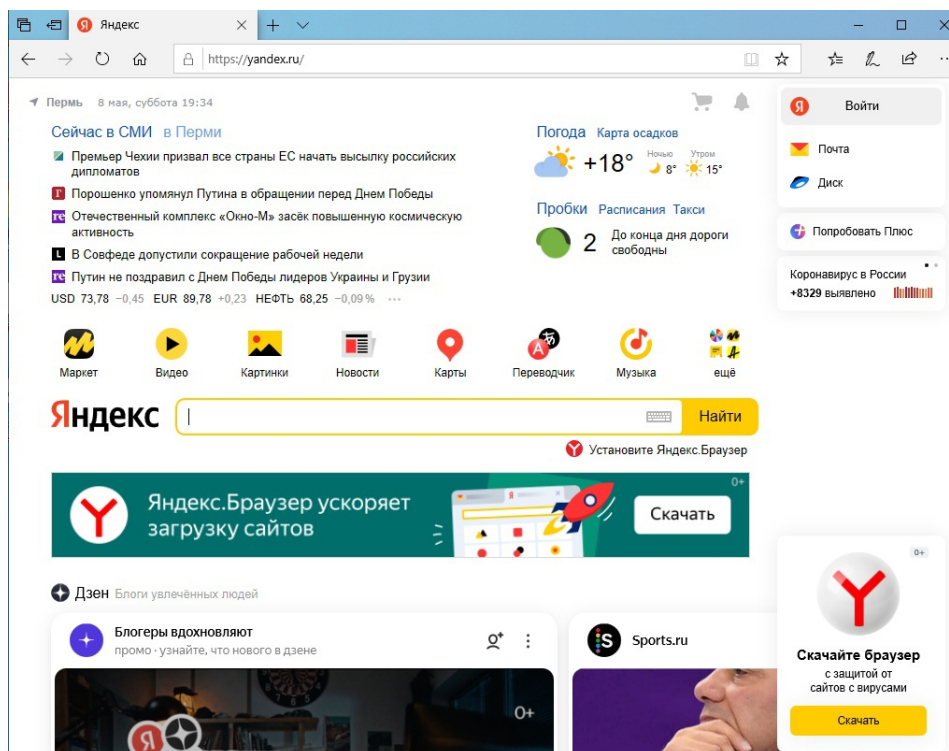 Яндекс
https://yandex.ru/
Пермь 8 мая, суббота 19:34
Сейчас в СМИ в Перми
Премьер Чехии призвал все страны ЕС начать высылку российских
дипломатов
Порошенко упомянул Путина в обращении перед Днем Победы
Отечественный комплекс «Окно-М» засёк повышенную космическую
активность
В Совфеде допустили сокращение рабочей недели
Путин не поздравил с Днем Победы лидеров Украины и Грузии
USD 73,78 −0,45 EUR 89,78 +0,23 НЕФТЬ 68,25 −0,09 % ···
Погода Карта осадков
+18° Ночью 8° Утром 15°
Пробки Расписания Такси
2 До конца дня дороги
свободны
Я Войти
Почта
Диск
Попробовать Плюс
Коронавирус в России
+8329 выявлено
Маркет Видео Картинки Новости Карты Переводчик Музыка ещё
Яндекс Найти
Установите Яндекс.Браузер
Яндекс.Браузер ускоряет
загрузку сайтов
Скачать
0+
Дзен Блоги увлечённых людей
Блогеры вдохновляют
промо · узнайте, что нового в дзене
0+
Я
S Sports.ru
0+
Скачайте браузер
с защитой от
сайтов с вирусами
Скачать